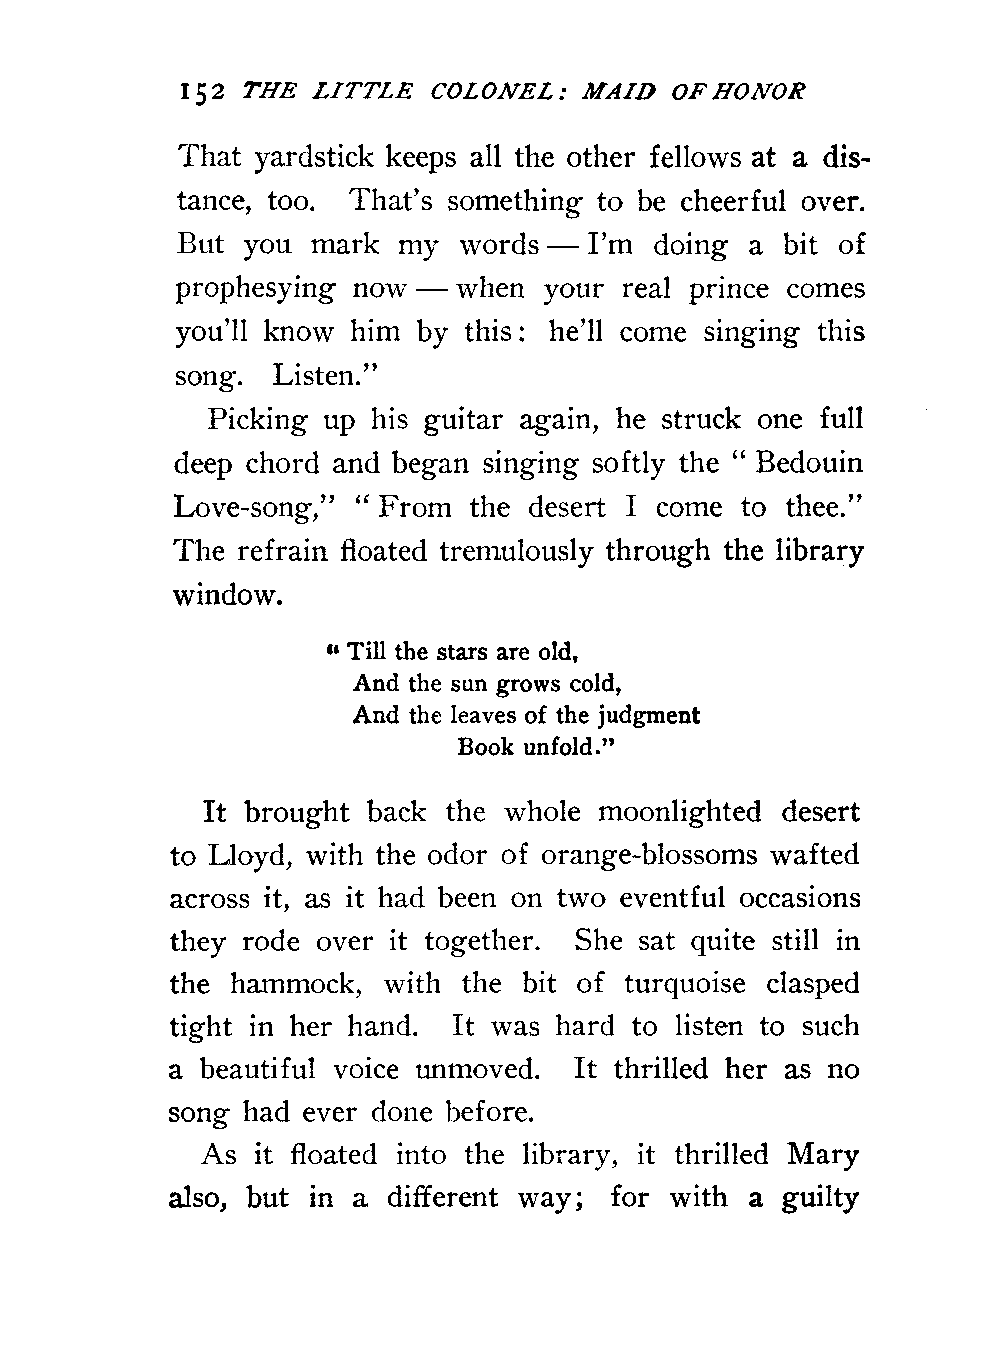 152 THE LITTLE COLONEL: MAID OF HONOR
That yardstick keeps all the other fellows at a dis-
tance, too. That's something to be cheerful over.
But you mark my words — I'm doing a bit of
prophesying now — when your real prince comes
you'll know him by this: he'll come singing this
song. Listen."
Picking up his guitar again, he struck one full
deep chord and began singing softly the " Bedouin
Love-song," " From the desert I come to thee."
The refrain floated tremulously through the library
window.
" Till the stars are old,
And the sun grows cold,
And the leaves of the judgment
Book unfold."
It brought back the whole moonlighted desert
to Lloyd, with the odor of orange-blossoms wafted
across it, as it had been on two eventful occasions
they rode over it together. She sat quite still in
the hammock, with the bit of turquoise clasped
tight in her hand. It was hard to listen to such
a beautiful voice unmoved. It thrilled her as no
song had ever done before.
As it floated into the library, it thrilled Mary
also, but in a different way; for with a guilty